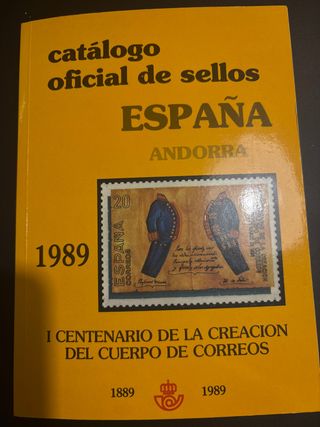 catálogo
oficial de sellos
ESPAÑA
ANDORRA
20
ESPAÑA
CORREOS
1989
I CENTENARIO DE LA CREACION
DEL CUERPO DE CORREOS
1889
1989